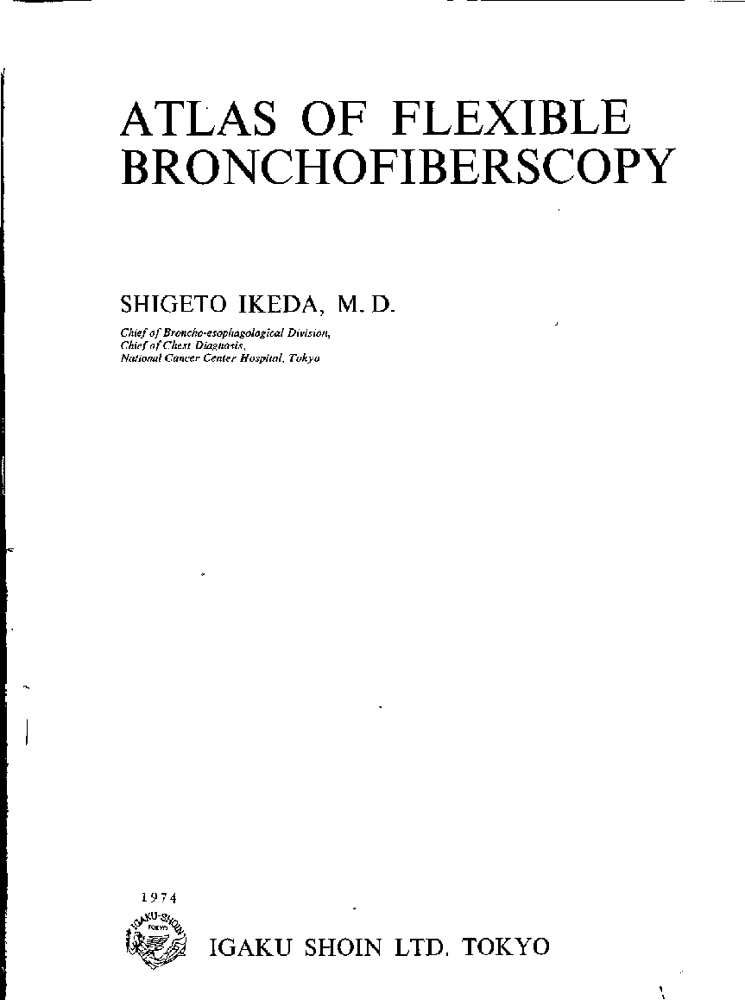 ATLAS OF FLEXIBLE
BRONCHOFIBERSCOPY
SHIGETO IKEDA, M. D.
Chief of Broncho-esophagological Division,
Chief of Chest Diagnosis,
National Cancer Center Hospital, Tokyo
1974
IGAKU-SHOIN
TOKYO
IGAKU SHOIN LTD. TOKYO